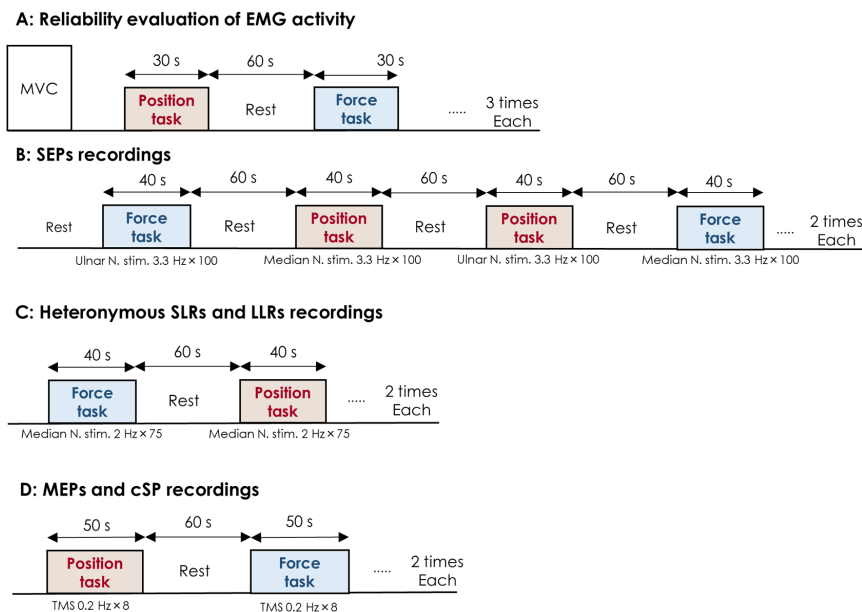 A: Reliability evaluation of EMG activity
30 s
60 s
30 s
MVC
Position
task
Rest
Force
task
.....
3 times
Each
B: SEPs recordings
40 s
60 s
40 s
60 s
40 s
60 s
40 s
Rest
Force
task
Rest
Position
task
Rest
Position
task
Rest
Force
task
.....
2 times
Each
Ulnar N. stim. 3.3 Hz × 100
Median N. stim. 3.3 Hz × 100
Ulnar N. stim. 3.3 Hz × 100
Median N. stim. 3.3 Hz × 100
C: Heteronymous SLRs and LLRs recordings
40 s
60 s
40 s
Force
task
Rest
Position
task
.....
2 times
Each
Median N. stim. 2 Hz × 75
Median N. stim. 2 Hz × 75
D: MEPs and cSP recordings
50 s
60 s
50 s
Position
task
Rest
Force
task
.....
2 times
Each
TMS 0.2 Hz × 8
TMS 0.2 Hz × 8